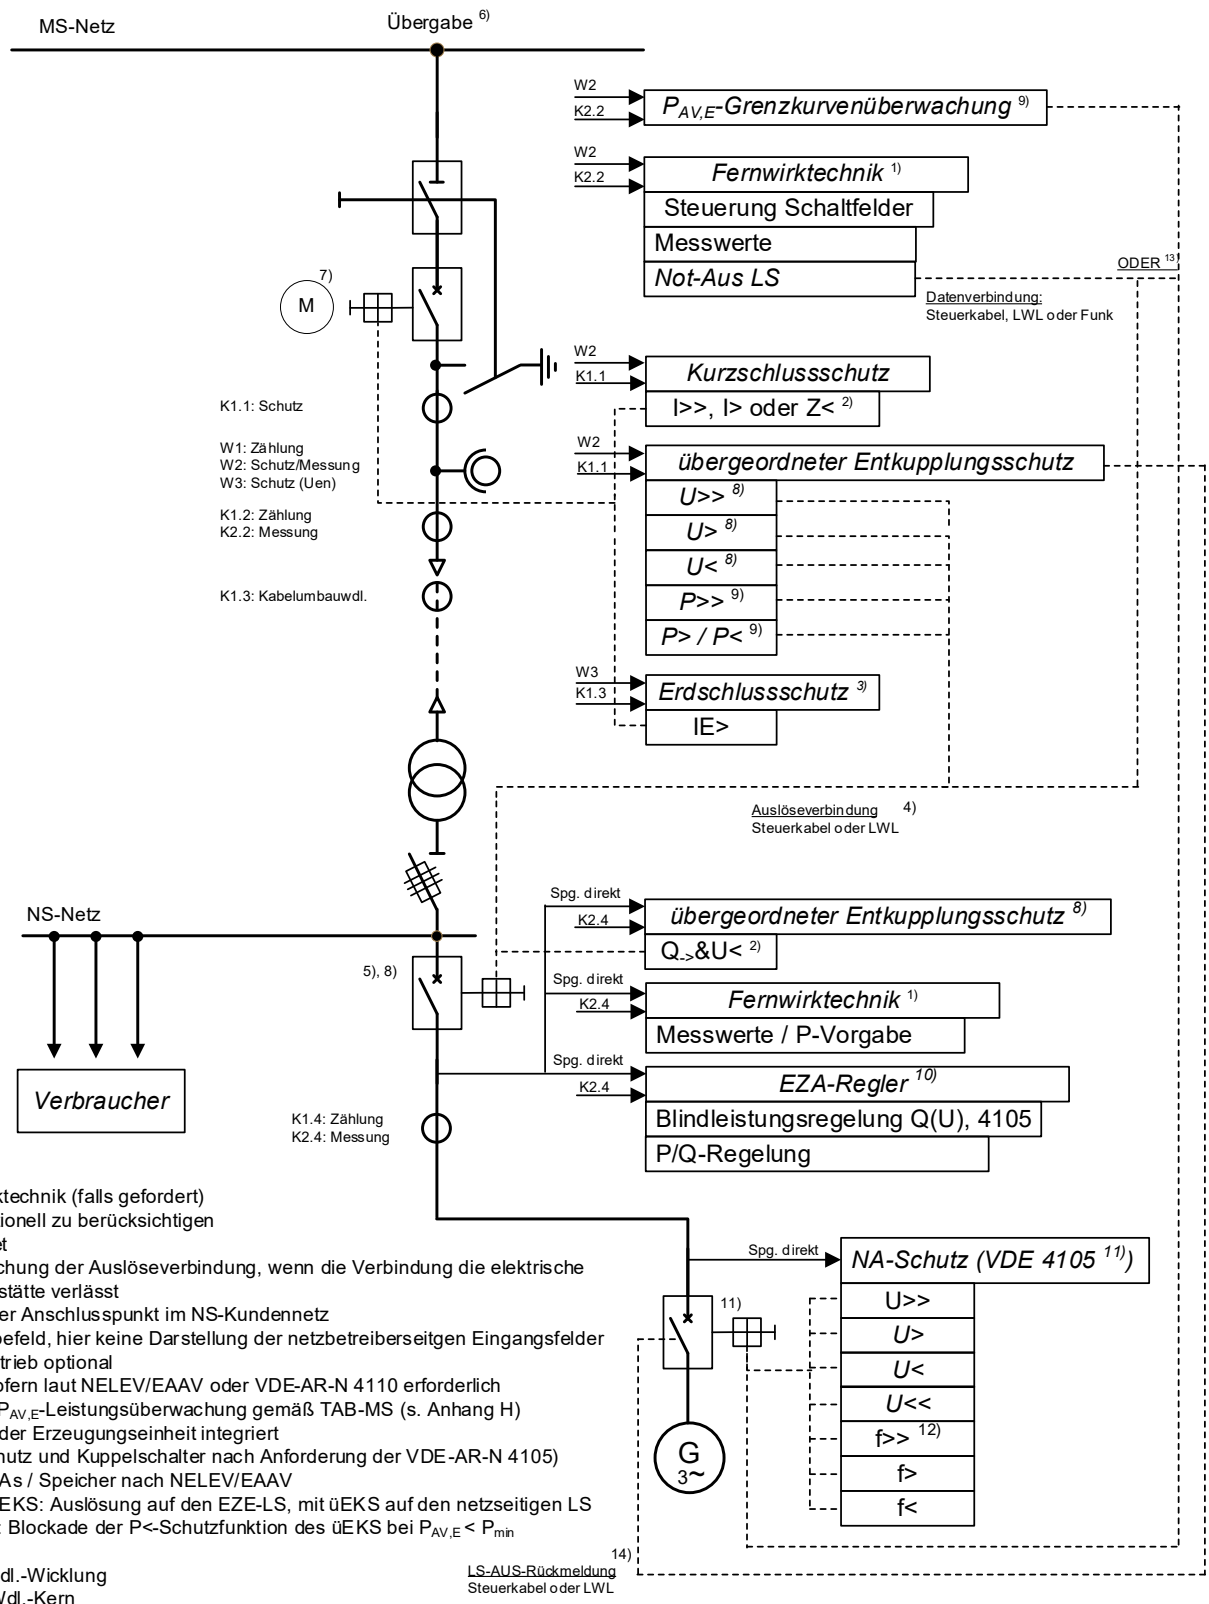 MS-Netz
Übergabe 6)
W2
K2.2
P_AV,E-Grenzkurvenüberwachung 9)
W2
K2.2
Fernwirktechnik 1)
Steuerung Schaltfelder
Messwerte
Not-Aus LS
ODER 13
Datenverbindung:
Steuerkabel, LWL oder Funk
7)
M
W2
K1.1
Kurzschlussschutz
I>>, I> oder Z< 2)
K1.1: Schutz
W1: Zählung
W2: Schutz/Messung
W3: Schutz (Uen)
K1.2: Zählung
K2.2: Messung
K1.3: Kabelumbauwdl.
W2
K1.1
übergeordneter Entkupplungsschutz
U>> 8)
U> 8)
U< 8)
P>> 9)
P> / P< 9)
W3
K1.3
Erdschlussschutz 3)
IE>
Auslöseverbindung 4)
Steuerkabel oder LWL
NS-Netz
5), 8)
Verbraucher
Spg. direkt
K2.4
übergeordneter Entkupplungsschutz 8)
Q->&U< 2)
Spg. direkt
K2.4
Fernwirktechnik 1)
Messwerte / P-Vorgabe
Spg. direkt
K2.4
EZA-Regler 10)
Blindleistungsregelung Q(U), 4105
P/Q-Regelung
K1.4: Zählung
K2.4: Messung
Spg. direkt
NA-Schutz (VDE 4105 11))
U>>
U>
U<
U<<
f>> 12)
f>
f<
11)
G
3~
ktechnik (falls gefordert)
tionell zu berücksichtigen
et
chung der Auslöseverbindung, wenn die Verbindung die elektrische
stätte verlässt
er Anschlusspunkt im NS-Kundennetz
befeld, hier keine Darstellung der netzbetreiberseitgen Eingangsfelder
trieb optional
ofern laut NELEV/EAAV oder VDE-AR-N 4110 erforderlich
P_AV,E-Leistungsüberwachung gemäß TAB-MS (s. Anhang H)
der Erzeugungseinheit integriert
hutz und Kuppelschalter nach Anforderung der VDE-AR-N 4105)
As / Speicher nach NELEV/EAAV
EKS: Auslösung auf den EZE-LS, mit üEKS auf den netzseitigen LS
: Blockade der P<-Schutzfunktion des üEKS bei P_AV,E < P_min
dl.-Wicklung
Wdl.-Kern
14)
LS-AUS-Rückmeldung
Steuerkabel oder LWL